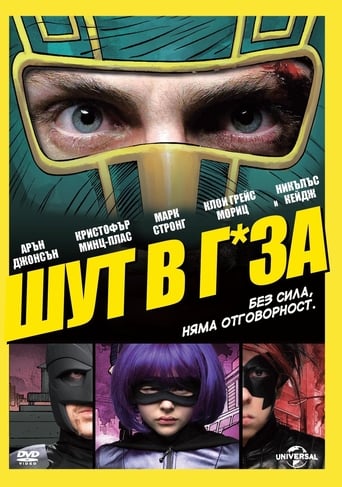 АРЪН
ДЖОНСЪН
КРИСТОФЪР
МИНЦ-ПЛАС
МАРК
СТРОНГ
КЛОИ ГРЕЙС
МОРИЦ
и
НИКЪЛЪС
КЕЙДЖ
ШУТ В Г*ЗА
БЕЗ СИЛА,
НЯМА ОТГОВОРНОСТ.
DVD
VIDEO
UNIVERSAL